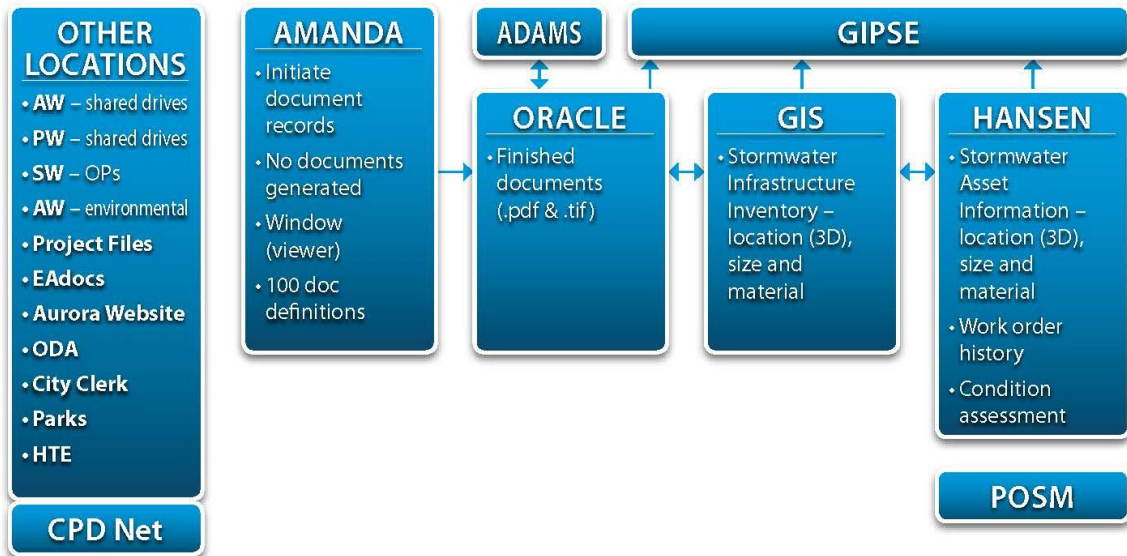 OTHER
LOCATIONS
• AW – shared drives
• PW – shared drives
• SW – OPs
• AW – environmental
• Project Files
• EAdocs
• Aurora Website
• ODA
• City Clerk
• Parks
• HTE
CPD Net
AMANDA
• Initiate
document
records
• No documents
generated
• Window
(viewer)
• 100 doc
definitions
ADAMS
GIPSE
ORACLE
• Finished
documents
(.pdf & .tif)
GIS
• Stormwater
Infrastructure
Inventory –
location (3D),
size and
material
HANSEN
• Stormwater
Asset
Information –
location (3D),
size and
material
• Work order
history
• Condition
assessment
POSM